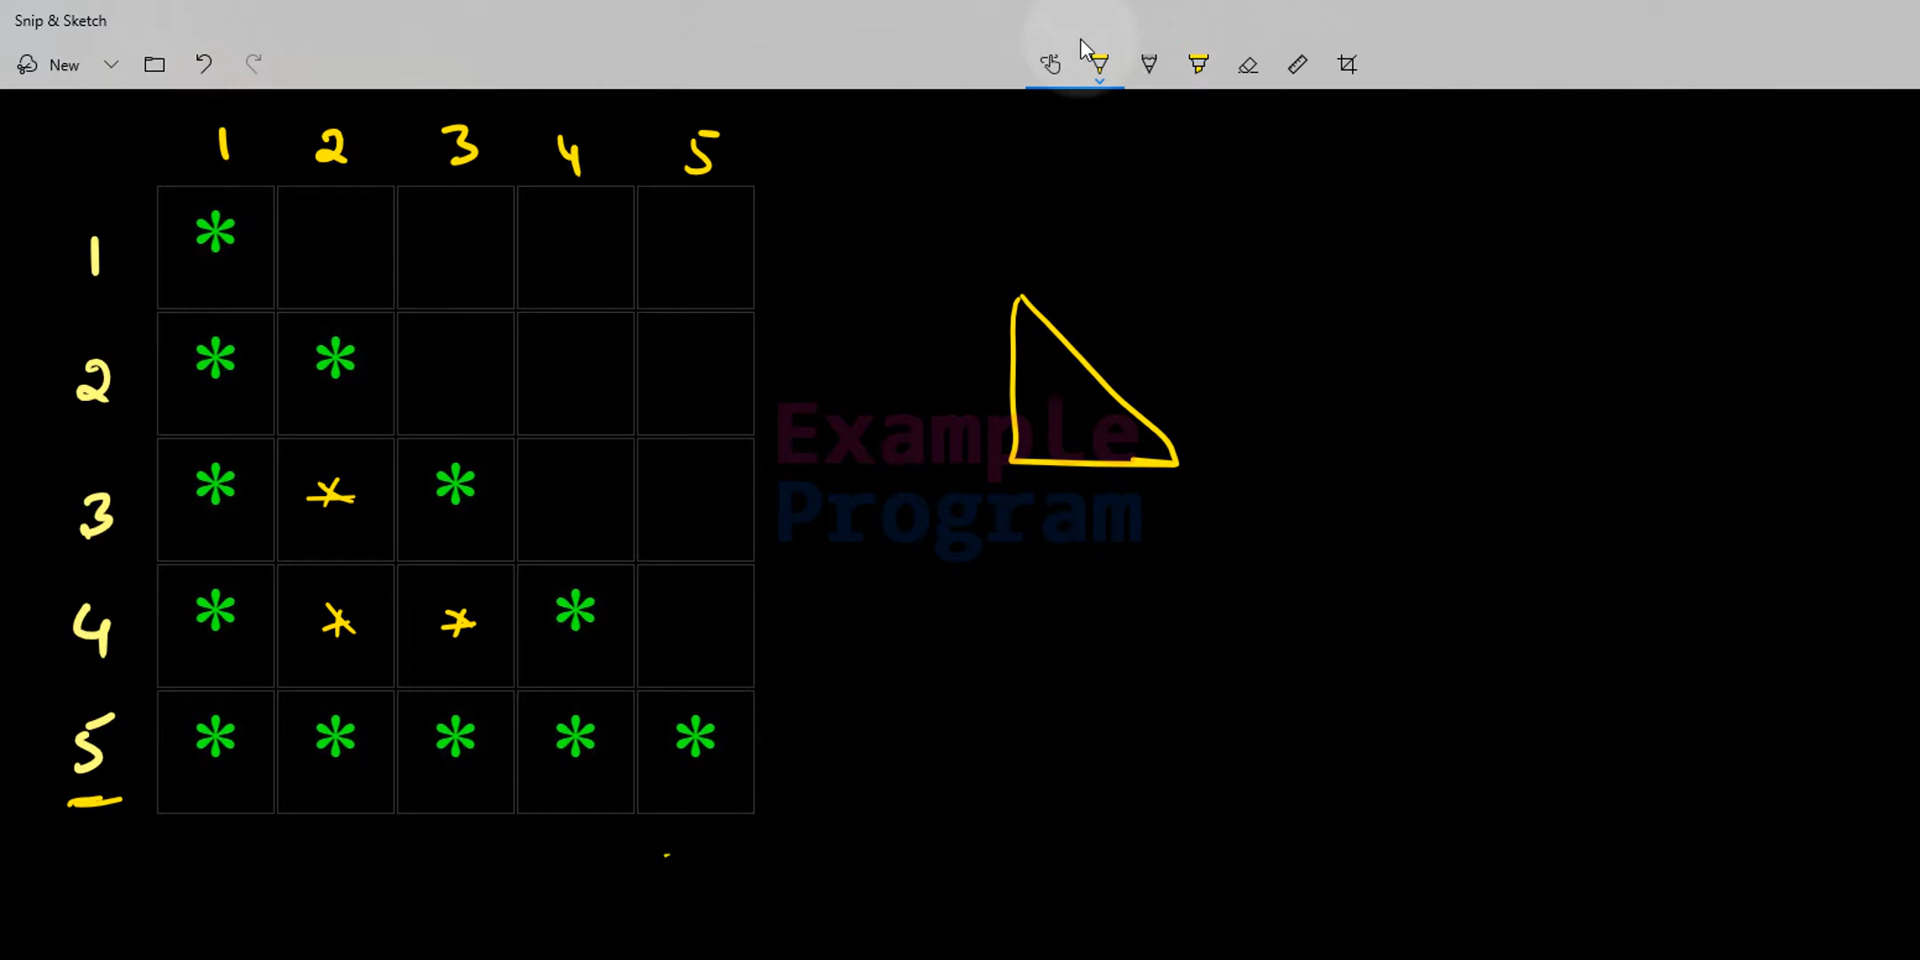 Snip & Sketch
New
1 2 3 4 5
1 *
2 * *
3 * * *
4 * * * *
5 * * * * *
Example
Program